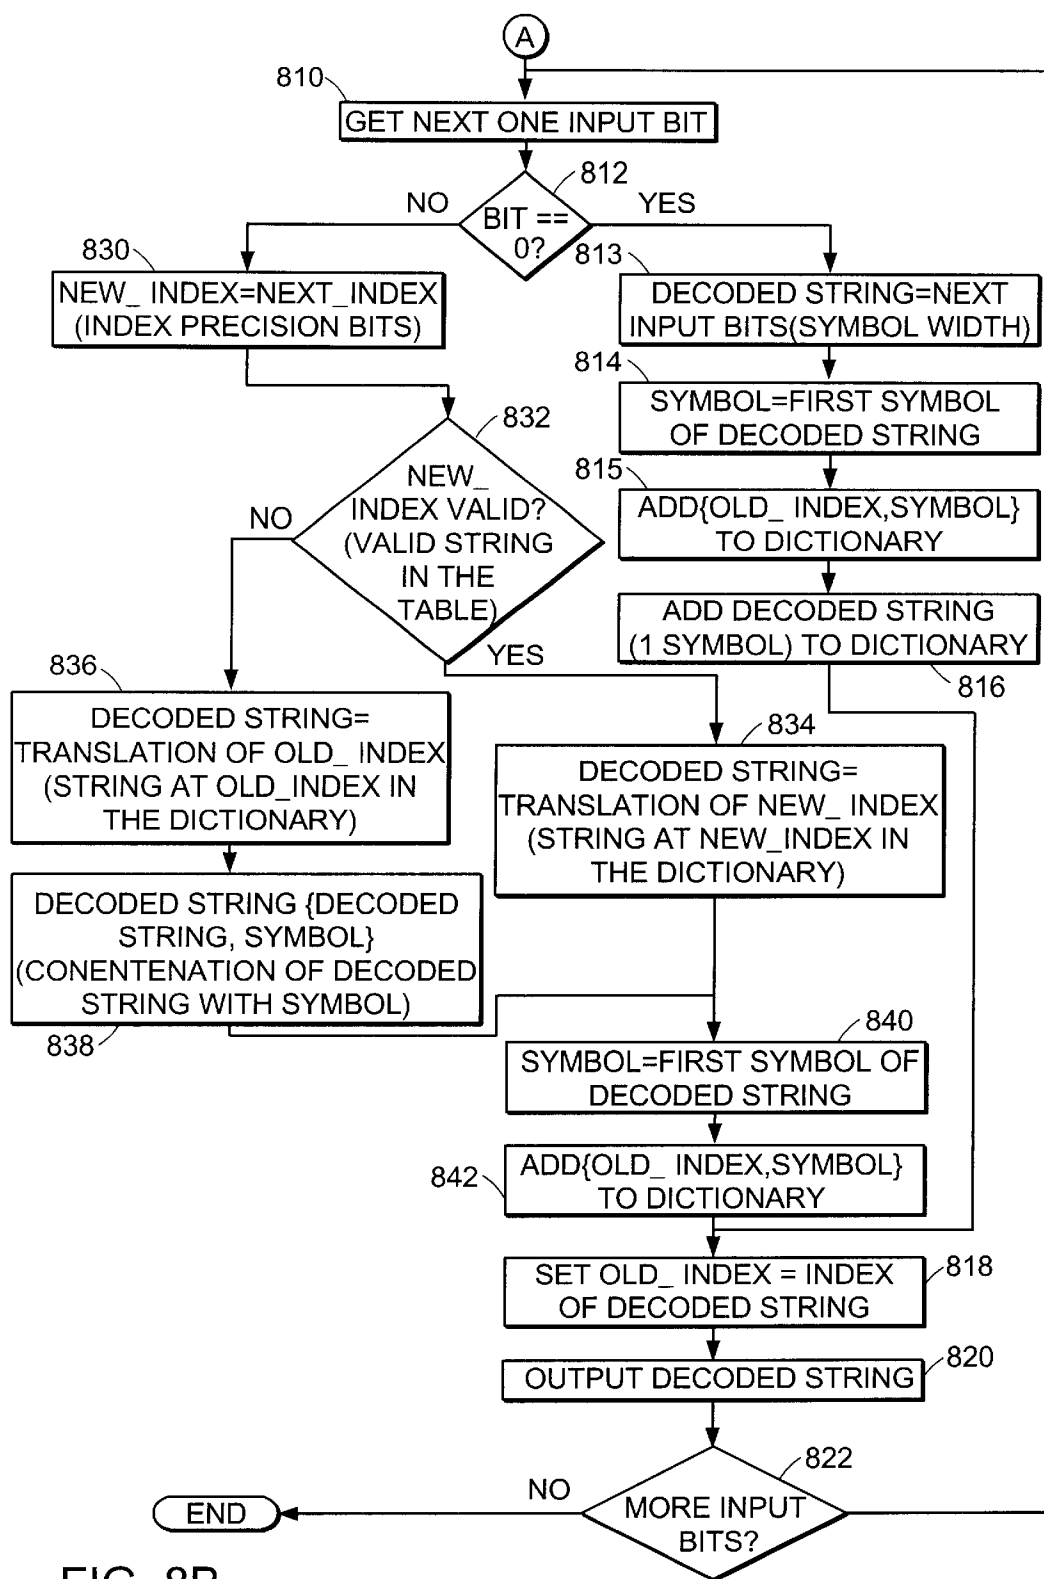 A
810
GET NEXT ONE INPUT BIT
812
NO
YES
BIT ==
0?
830
NEW_ INDEX=NEXT_INDEX
(INDEX PRECISION BITS)
813
DECODED STRING=NEXT
INPUT BITS(SYMBOL WIDTH)
814
SYMBOL=FIRST SYMBOL
OF DECODED STRING
832
NEW_
INDEX VALID?
(VALID STRING
IN THE
TABLE)
NO
YES
815
ADD{OLD_ INDEX,SYMBOL}
TO DICTIONARY
ADD DECODED STRING
(1 SYMBOL) TO DICTIONARY
816
836
DECODED STRING=
TRANSLATION OF OLD_ INDEX
(STRING AT OLD_INDEX IN
THE DICTIONARY)
834
DECODED STRING=
TRANSLATION OF NEW_ INDEX
(STRING AT NEW_INDEX IN
THE DICTIONARY)
DECODED STRING {DECODED
STRING, SYMBOL}
(CONENTENATION OF DECODED
STRING WITH SYMBOL)
838
840
SYMBOL=FIRST SYMBOL OF
DECODED STRING
842
ADD{OLD_ INDEX,SYMBOL}
TO DICTIONARY
SET OLD_ INDEX = INDEX
OF DECODED STRING
818
OUTPUT DECODED STRING
820
822
NO
MORE INPUT
BITS?
END
FIG. 8B